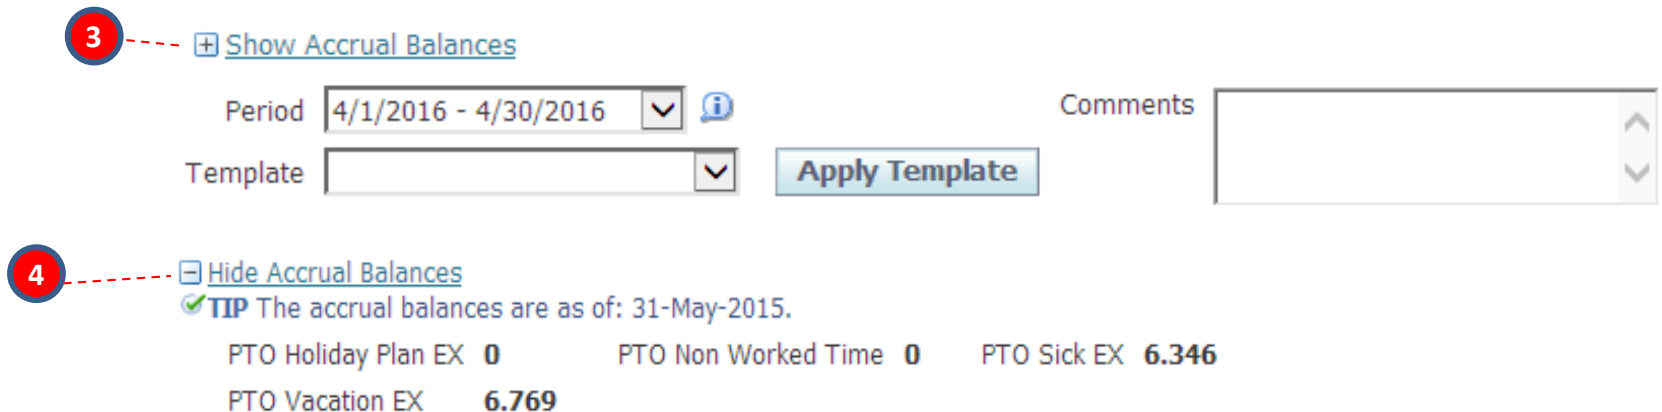 3 Show Accrual Balances
Period 4/1/2016 - 4/30/2016 Comments
Template Apply Template
4 Hide Accrual Balances
TIP The accrual balances are as of: 31-May-2015.
PTO Holiday Plan EX 0 PTO Non Worked Time 0 PTO Sick EX 6.346
PTO Vacation EX 6.769